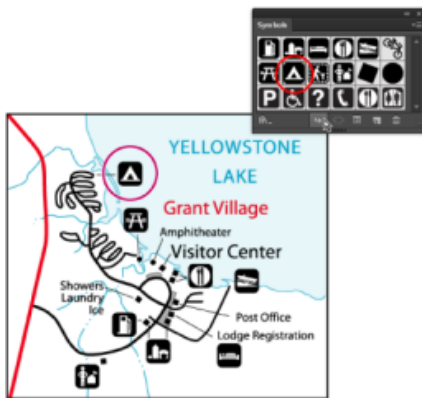 Symbols
P
?
YELLOWSTONE
LAKE
Grant Village
Amphitheater
Visitor Center
Showers
Laundry
Ice
Post Office
Lodge Registration